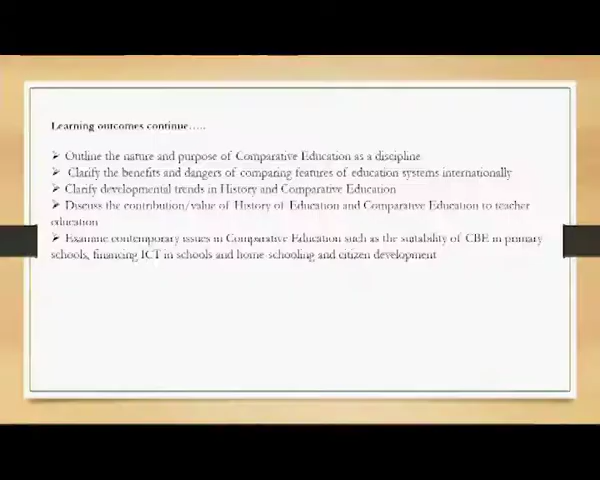 Learning outcomes continue…..
➢ Outline the nature and purpose of Comparative Education as a discipline
➢ Clarify the benefits and dangers of comparing features of education systems internationally
➢ Clarify developmental trends in History and Comparative Education
➢ Discuss the contribution/value of History of Education and Comparative Education to teacher
education
➢ Examine contemporary issues in Comparative Education such as the suitability of CBE in primary
schools, financing ICT in schools and home-schooling and citizen development